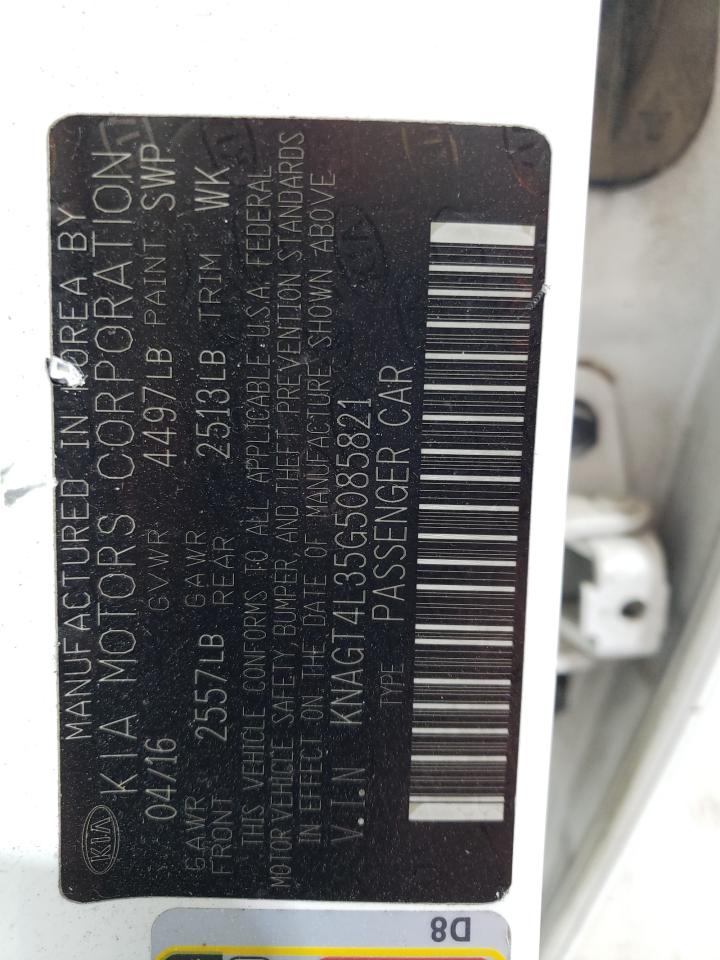 MANUFACTURED IN KOREA BY
KIA KIA MOTORS CORPORATION
04/16 GVWR 4497LB PAINT SWP
GAWR FRONT 2557LB GAWR REAR 2513LB TRIM WK
THIS VEHICLE CONFORMS TO ALL APPLICABLE U.S.A. FEDERAL
MOTOR VEHICLE SAFETY, BUMPER AND THEFT PREVENTION STANDARDS
IN EFFECT ON THE DATE OF MANUFACTURE SHOWN ABOVE
V.I.N KNAGT4L35G5085821
TYPE PASSENGER CAR
D8